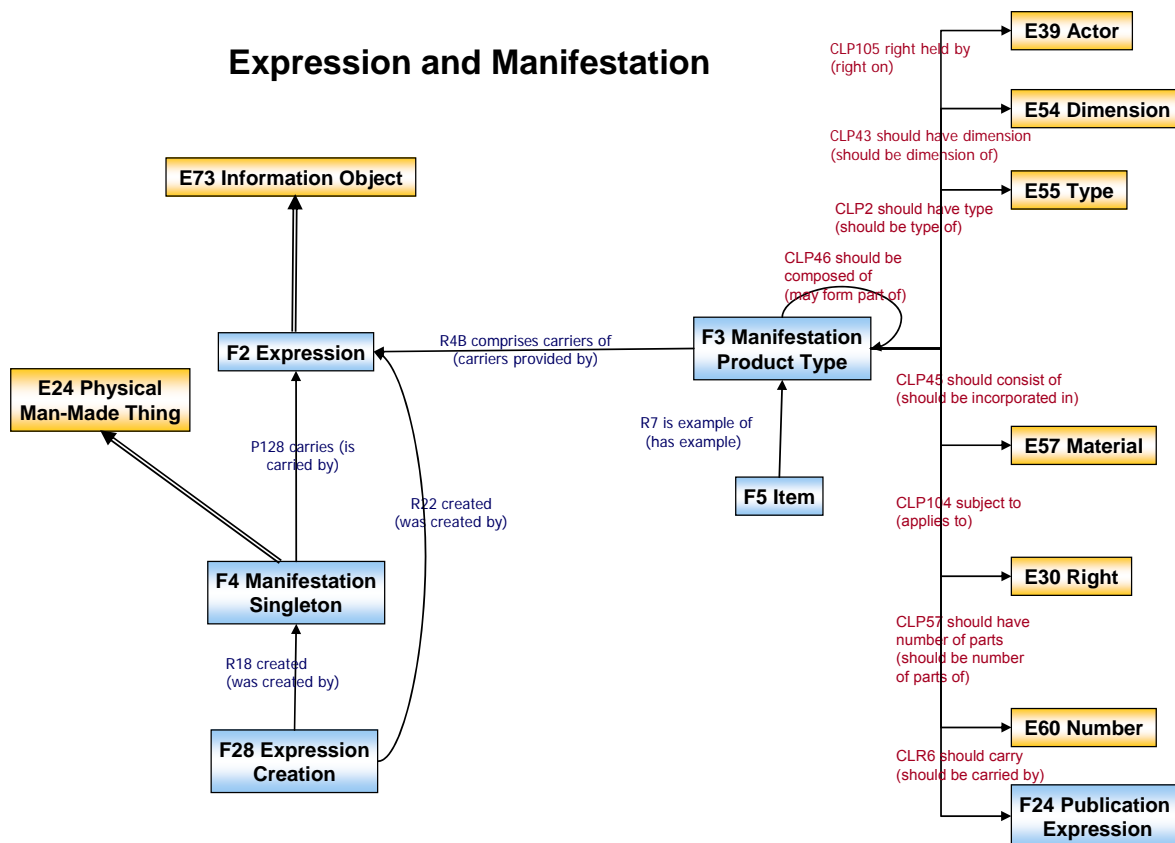 Expression and Manifestation
E39 Actor
CLP105 right held by
(right on)
E54 Dimension
CLP43 should have dimension
(should be dimension of)
E73 Information Object
E55 Type
CLP2 should have type
(should be type of)
CLP46 should be
composed of
(may form part of)
F2 Expression
R4B comprises carriers of
(carriers provided by)
F3 Manifestation
Product Type
E24 Physical
Man-Made Thing
CLP45 should consist of
(should be incorporated in)
P128 carries (is
carried by)
R7 is example of
(has example)
E57 Material
R22 created
(was created by)
F5 Item
CLP104 subject to
(applies to)
F4 Manifestation
Singleton
E30 Right
CLP57 should have
number of parts
(should be number
of parts of)
R18 created
(was created by)
E60 Number
F28 Expression
Creation
CLR6 should carry
(should be carried by)
F24 Publication
Expression